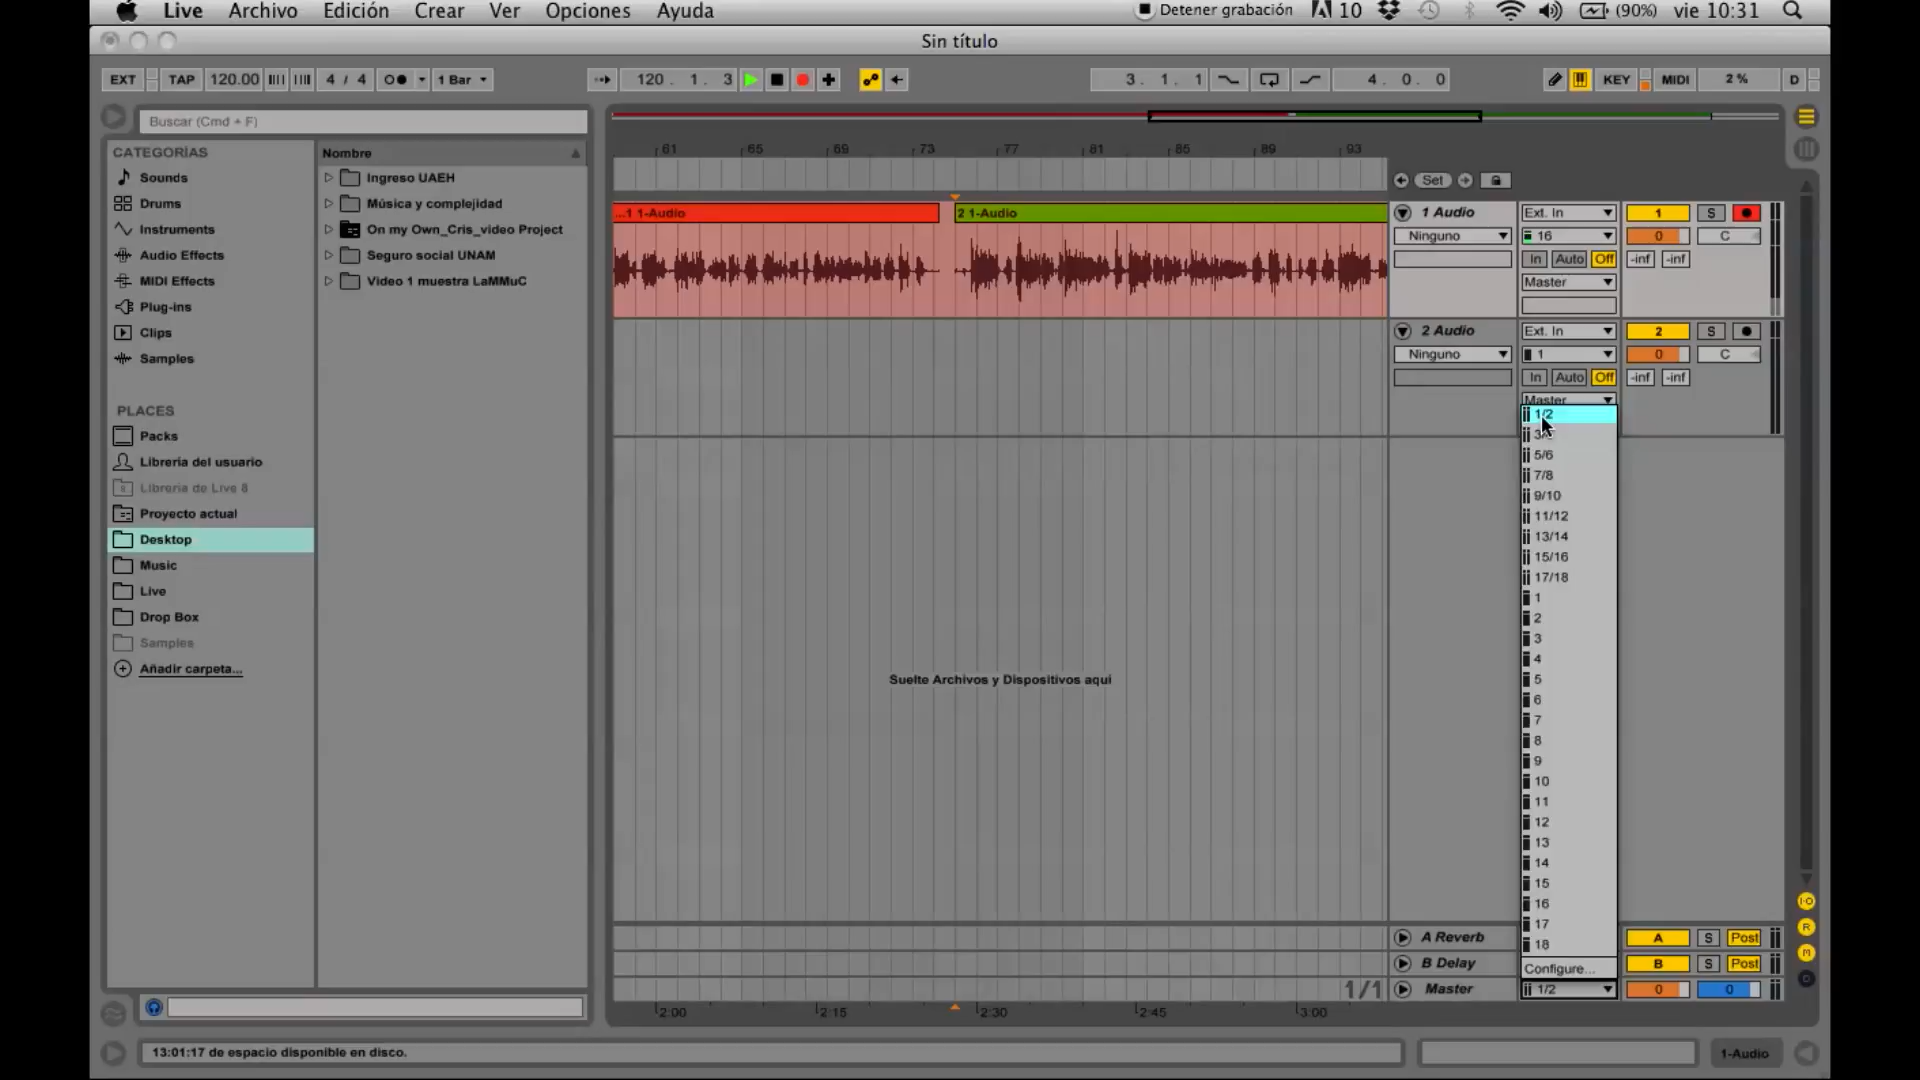 Live Archivo Edición Crear Ver Opciones Ayuda Detener grabación 10 (90%) vie 10:31
Sin título
EXT TAP 120.00 4 / 4 1 Bar 120 . 1 . 3 3 . 1 . 1 4 . 0 . 0 KEY MIDI 2 % D
Buscar (Cmd + F)
CATEGORÍAS
Sounds
Drums
Instruments
Audio Effects
MIDI Effects
Plug-ins
Clips
Samples
PLACES
Packs
Librería del usuario
Librería de Live 8
Proyecto actual
Desktop
Music
Live
Drop Box
Samples
Añadir carpeta...
Nombre
Ingreso UAEH
Música y complejidad
On my Own_Cris_video Project
Seguro social UNAM
Video 1 muestra LaMMuC
61 65 69 73 77 81 85 89 93
Set
...1 1-Audio 2 1-Audio
1 Audio Ext. In 1 S
Ninguno 16 0 C
In Auto Off -inf -inf
Master
2 Audio Ext. In 2 S
Ninguno 1 0 C
In Auto Off -inf -inf
Master
1/2
5/6
7/8
9/10
11/12
13/14
15/16
17/18
1
2
3
4
5
6
7
8
9
10
11
12
13
14
15
16
17
18
Configure...
Suelte Archivos y Dispositivos aquí
A Reverb A S Post
B Delay B S Post
1/1 Master 1/2 0 0
2:00 2:15 2:30 2:45 3:00
I·O
R
M
D
13:01:17 de espacio disponible en disco.
1-Audio